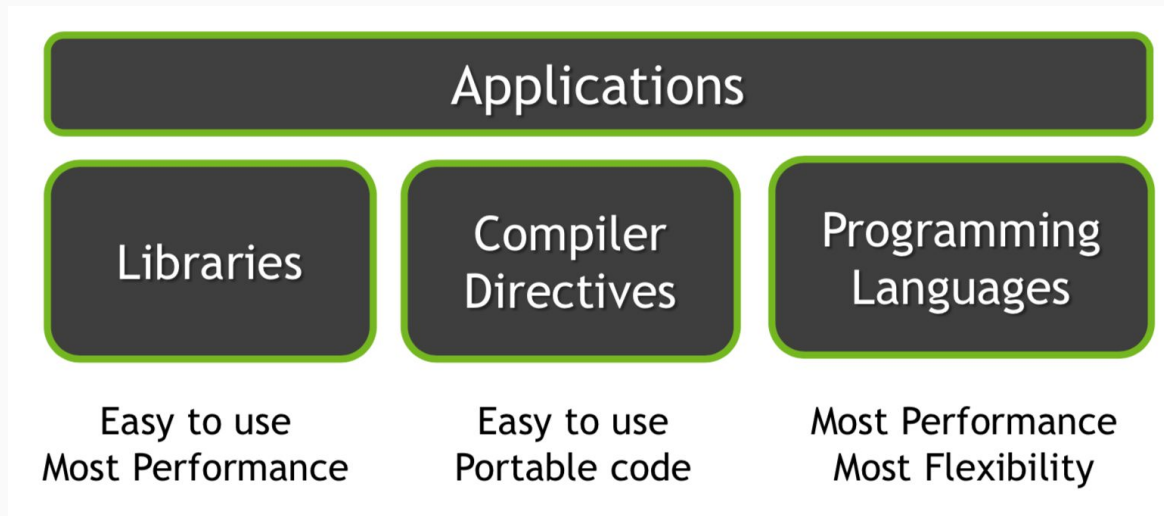 Applications
Libraries
Compiler
Directives
Programming
Languages
Easy to use
Most Performance
Easy to use
Portable code
Most Performance
Most Flexibility